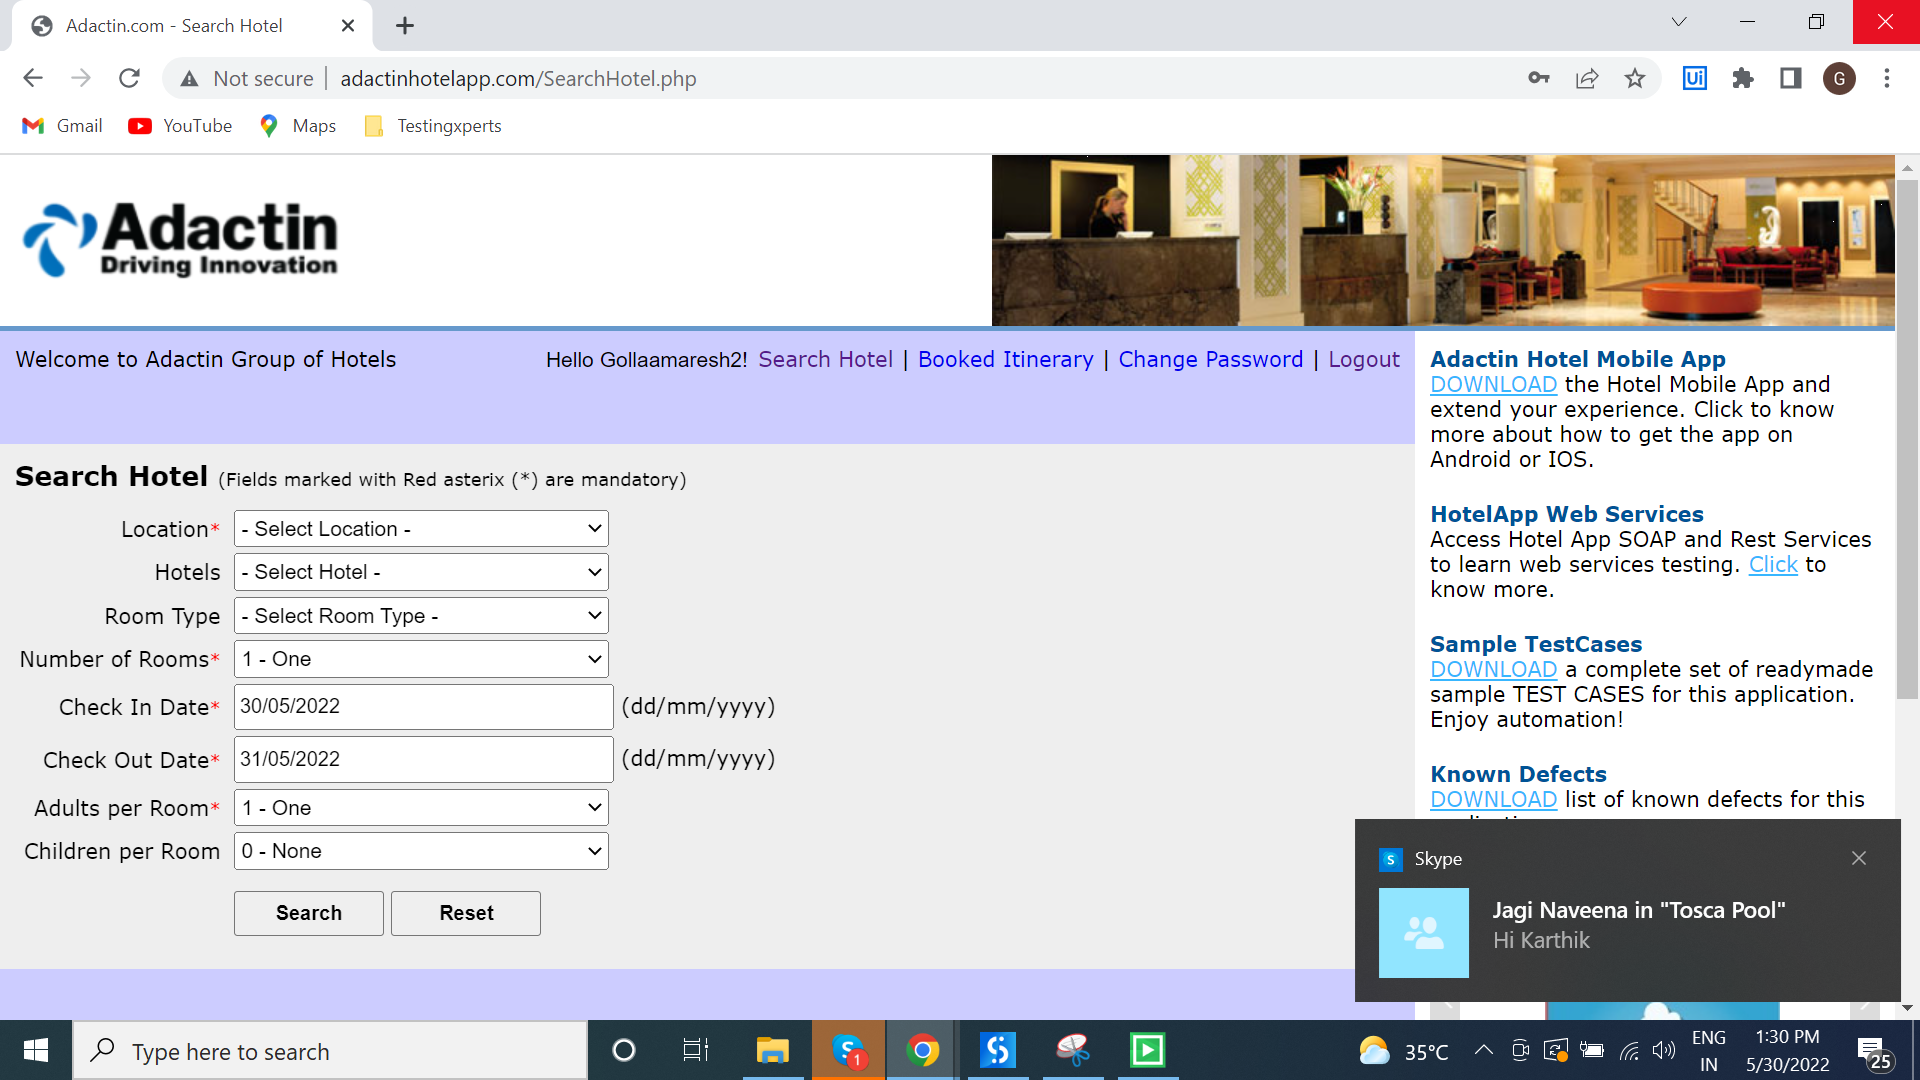 Adactin.com - Search Hotel
Not secure
adactinhotelapp.com/SearchHotel.php
Ui
G
Gmail
YouTube
Maps
Testingxperts
Adactin
Driving Innovation
Welcome to Adactin Group of Hotels
Hello Gollaamaresh2! Search Hotel | Booked Itinerary | Change Password | Logout
Search Hotel (Fields marked with Red asterix (*) are mandatory)
Location* - Select Location -
Hotels - Select Hotel -
Room Type - Select Room Type -
Number of Rooms* 1 - One
Check In Date* 30/05/2022 (dd/mm/yyyy)
Check Out Date* 31/05/2022 (dd/mm/yyyy)
Adults per Room* 1 - One
Children per Room 0 - None
Search Reset
Adactin Hotel Mobile App
DOWNLOAD the Hotel Mobile App and
extend your experience. Click to know
more about how to get the app on
Android or IOS.
HotelApp Web Services
Access Hotel App SOAP and Rest Services
to learn web services testing. Click to
know more.
Sample TestCases
DOWNLOAD a complete set of readymade
sample TEST CASES for this application.
Enjoy automation!
Known Defects
DOWNLOAD list of known defects for this
S Skype
Jagi Naveena in "Tosca Pool"
Hi Karthik
Type here to search
S 1
35°C
ENG
IN
1:30 PM
5/30/2022
25